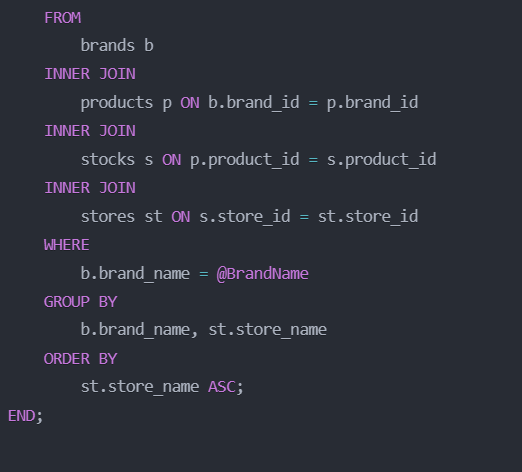 FROM
brands b
INNER JOIN
products p ON b.brand_id = p.brand_id
INNER JOIN
stocks s ON p.product_id = s.product_id
INNER JOIN
stores st ON s.store_id = st.store_id
WHERE
b.brand_name = @BrandName
GROUP BY
b.brand_name, st.store_name
ORDER BY
st.store_name ASC;
END;